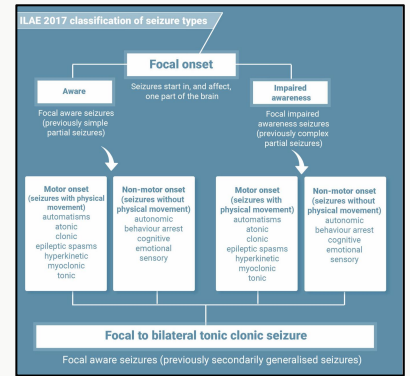 ILAE 2017 classification of seizure types
Focal onset
Seizures start in, and affect,
one part of the brain
Aware
Focal aware seizures
(previously simple
partial seizures)
Impaired
awareness
Focal impaired
awareness seizures
(previously complex
partial seizures)
Motor onset
(seizures with physical
movement)
automatisms
atonic
clonic
epileptic spasms
hyperkinetic
myoclonic
tonic
Non-motor onset
(seizures without
physical movement)
autonomic
behaviour arrest
cognitive
emotional
sensory
Motor onset
(seizures with
physical movement)
automatisms
atonic
clonic
epileptic spasms
hyperkinetic
myoclonic
tonic
Non-motor onset
(seizures without
physical movement)
autonomic
behaviour arrest
cognitive
emotional
sensory
Focal to bilateral tonic clonic seizure
Focal aware seizures (previously secondarily generalised seizures)